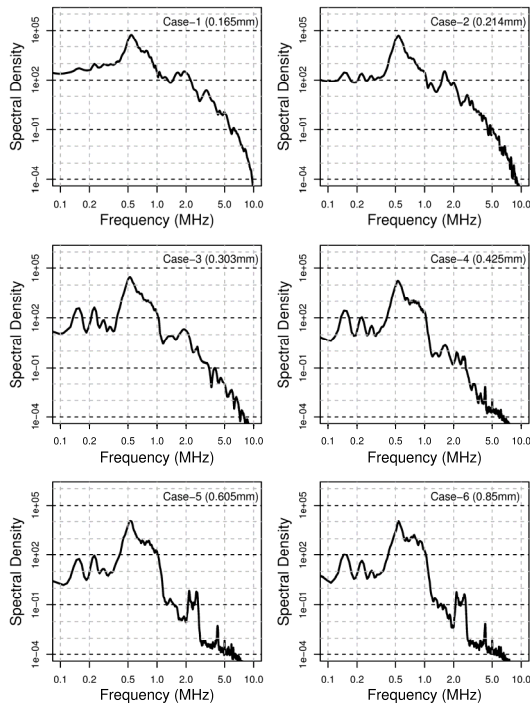 Case−1 (0.165mm)
Spectral Density
1e+05
1e+02
1e−01
1e−04
0.1 0.2 0.5 1.0 2.0 5.0 10.0
Frequency (MHz)
Case−2 (0.214mm)
Spectral Density
1e+05
1e+02
1e−01
1e−04
0.1 0.2 0.5 1.0 2.0 5.0 10.0
Frequency (MHz)
Case−3 (0.303mm)
Spectral Density
1e+05
1e+02
1e−01
1e−04
0.1 0.2 0.5 1.0 2.0 5.0 10.0
Frequency (MHz)
Case−4 (0.425mm)
Spectral Density
1e+05
1e+02
1e−01
1e−04
0.1 0.2 0.5 1.0 2.0 5.0 10.0
Frequency (MHz)
Case−5 (0.605mm)
Spectral Density
1e+05
1e+02
1e−01
1e−04
0.1 0.2 0.5 1.0 2.0 5.0 10.0
Frequency (MHz)
Case−6 (0.85mm)
Spectral Density
1e+05
1e+02
1e−01
1e−04
0.1 0.2 0.5 1.0 2.0 5.0 10.0
Frequency (MHz)